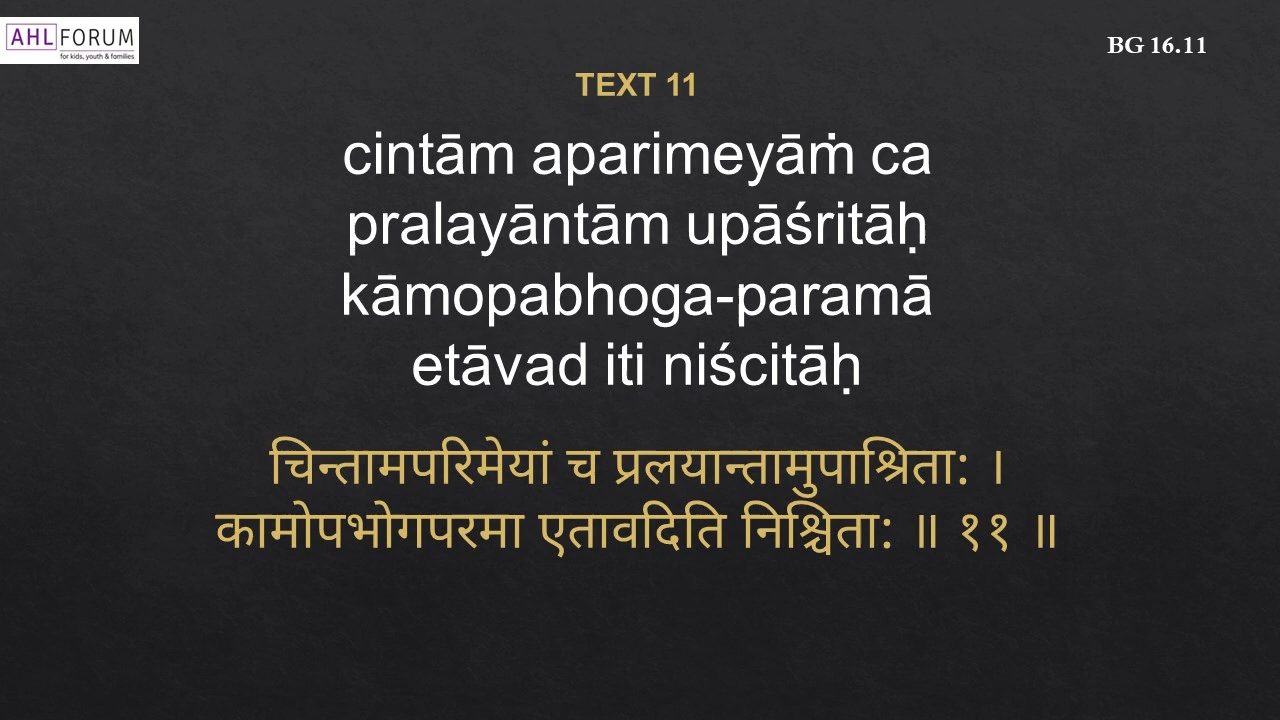 AHL FORUM
for kids, youth & families
BG 16.11
TEXT 11
cintām aparimeyāṁ ca
pralayāntām upāśritāḥ
kāmopabhoga-paramā
etāvad iti niścitāḥ
चिन्तामपरिमेयां च प्रलयान्तामुपाश्रिता: ।
कामोपभोगपरमा एतावदिति निश्चिता: ॥ ११ ॥